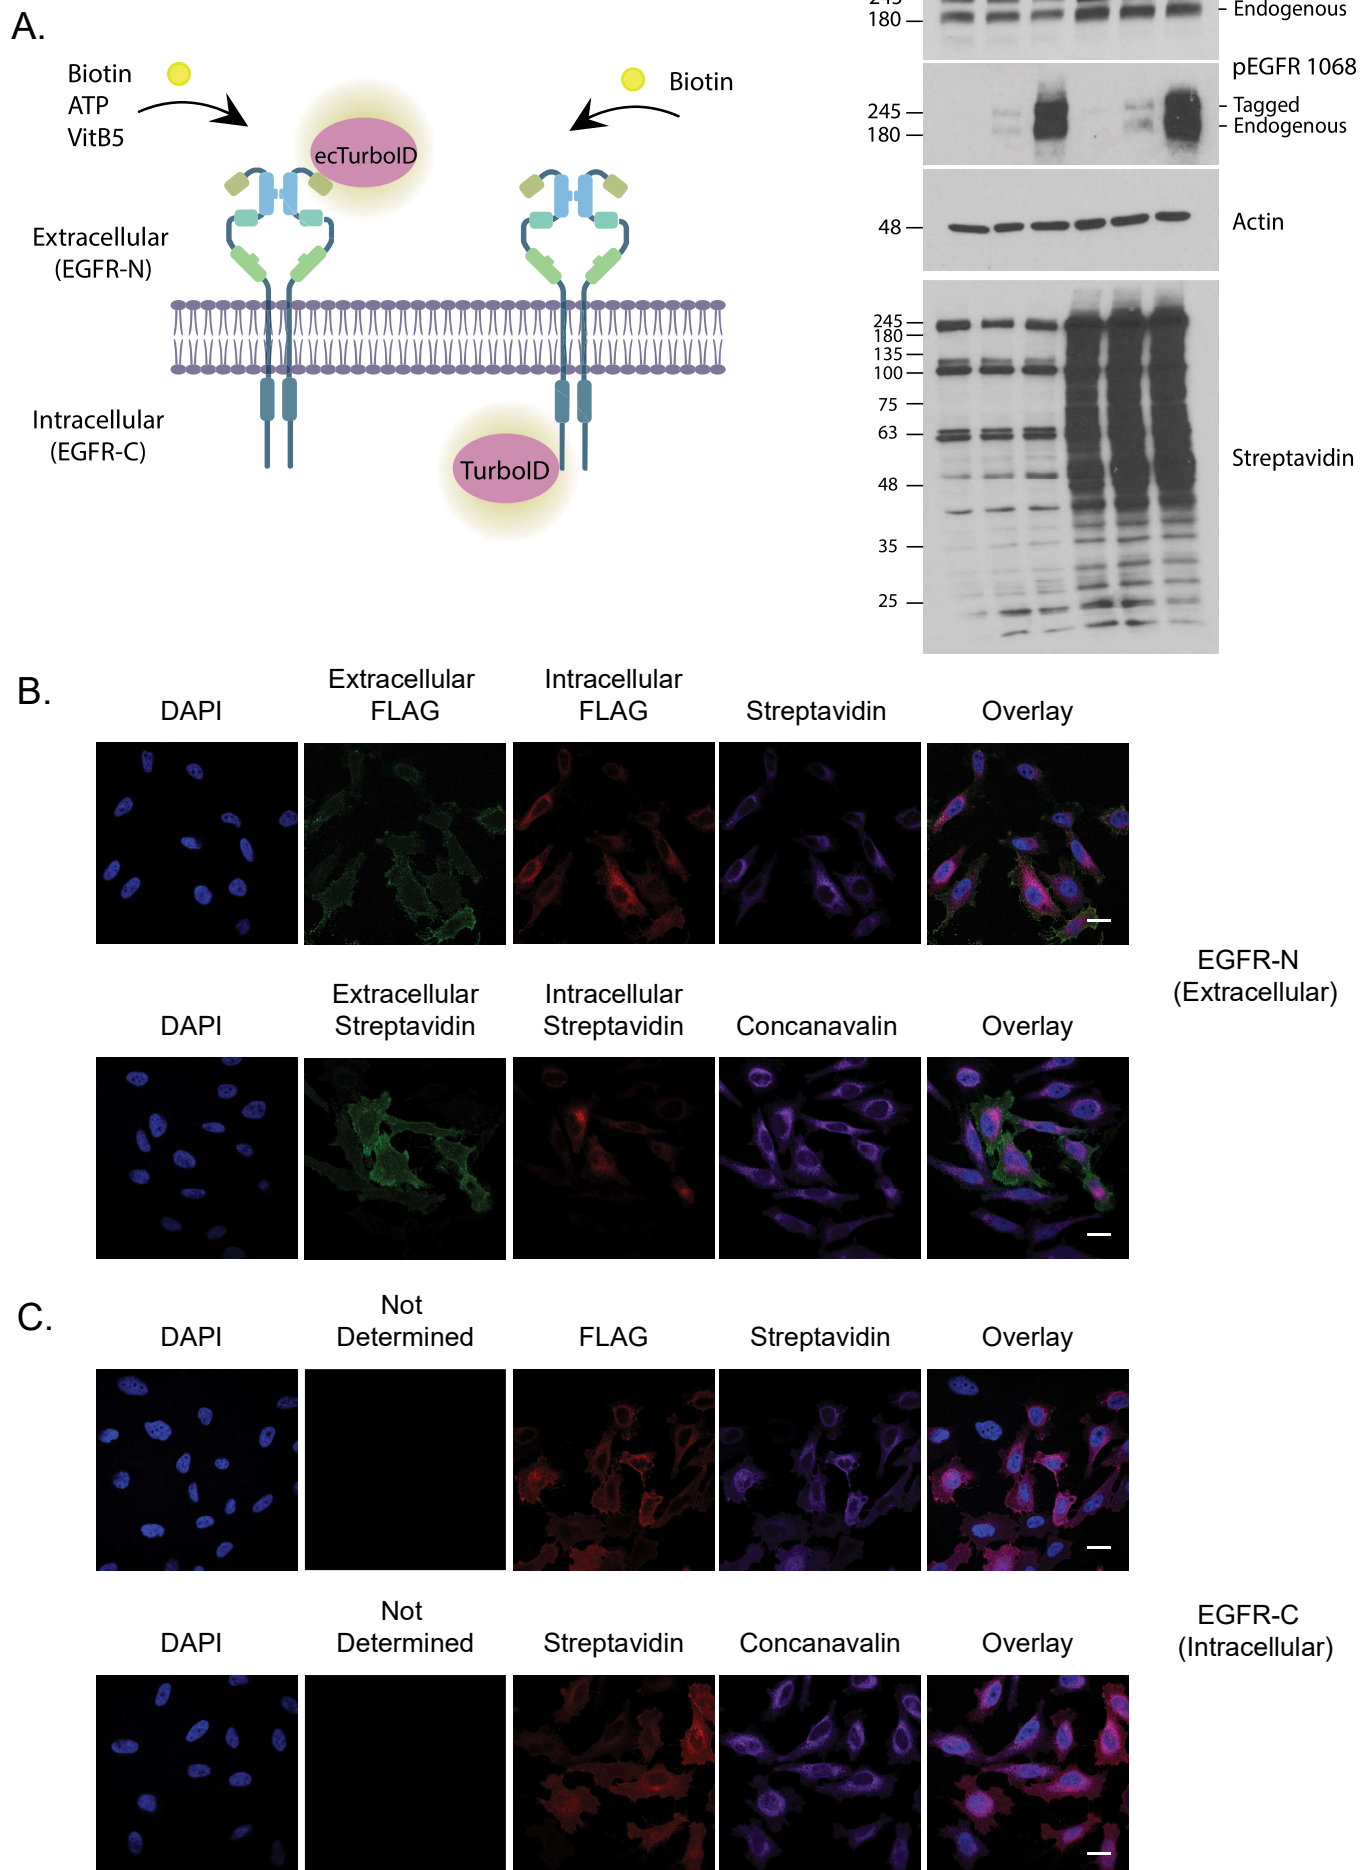 A.
Biotin
ATP
VitB5
ecTurboID
Biotin
Extracellular
(EGFR-N)
Intracellular
(EGFR-C)
TurboID
245
180
Endogenous
pEGFR 1068
245
180
Tagged
Endogenous
48
Actin
245
180
135
100
75
63
48
35
25
Streptavidin
B.
DAPI
Extracellular
FLAG
Intracellular
FLAG
Streptavidin
Overlay
DAPI
Extracellular
Streptavidin
Intracellular
Streptavidin
Concanavalin
Overlay
EGFR-N
(Extracellular)
C.
DAPI
Not
Determined
FLAG
Streptavidin
Overlay
DAPI
Not
Determined
Streptavidin
Concanavalin
Overlay
EGFR-C
(Intracellular)